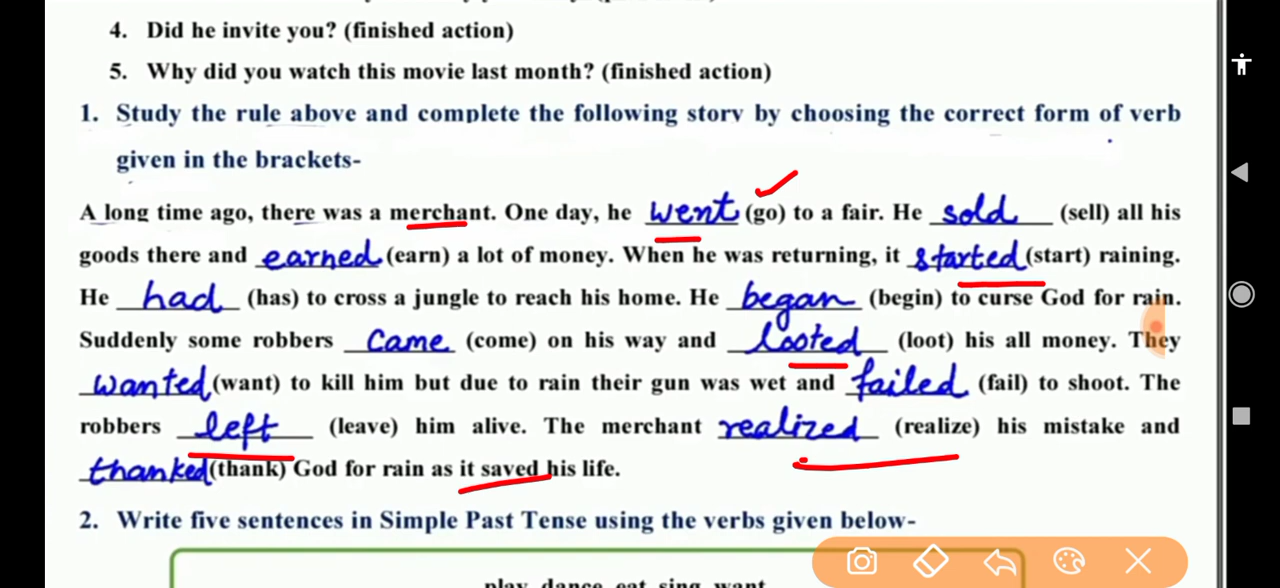 4. Did he invite you? (finished action)
5. Why did you watch this movie last month? (finished action)
1. Study the rule above and complete the following story by choosing the correct form of verb
given in the brackets-
A long time ago, there was a merchant. One day, he went (go) to a fair. He sold (sell) all his
goods there and earned (earn) a lot of money. When he was returning, it started (start) raining.
He had (has) to cross a jungle to reach his home. He began (begin) to curse God for rain.
Suddenly some robbers came (come) on his way and looted (loot) his all money. They
wanted (want) to kill him but due to rain their gun was wet and failed (fail) to shoot. The
robbers left (leave) him alive. The merchant realized (realize) his mistake and
thanked (thank) God for rain as it saved his life.
2. Write five sentences in Simple Past Tense using the verbs given below-
play, dance, eat, sing, want